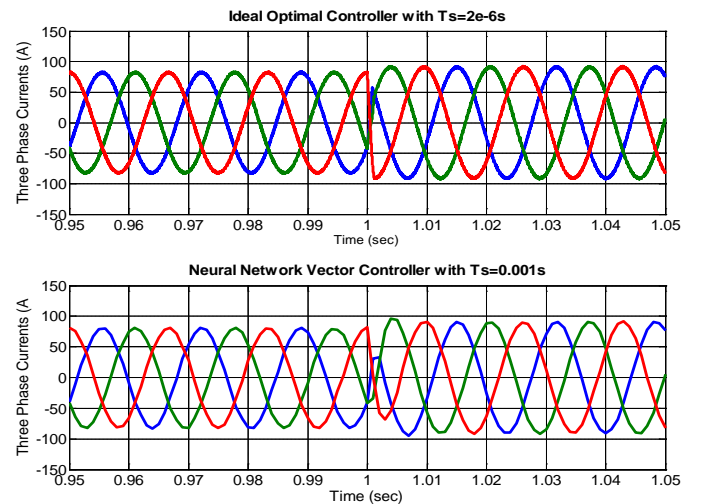 Ideal Optimal Controller with Ts=2e-6s
Three Phase Currents (A)
150
100
50
0
-50
-100
-150
0.95 0.96 0.97 0.98 0.99 1 1.01 1.02 1.03 1.04 1.05
Time (sec)
Neural Network Vector Controller with Ts=0.001s
Three Phase Currents (A
150
100
50
0
-50
-100
-150
0.95 0.96 0.97 0.98 0.99 1 1.01 1.02 1.03 1.04 1.05
Time (sec)